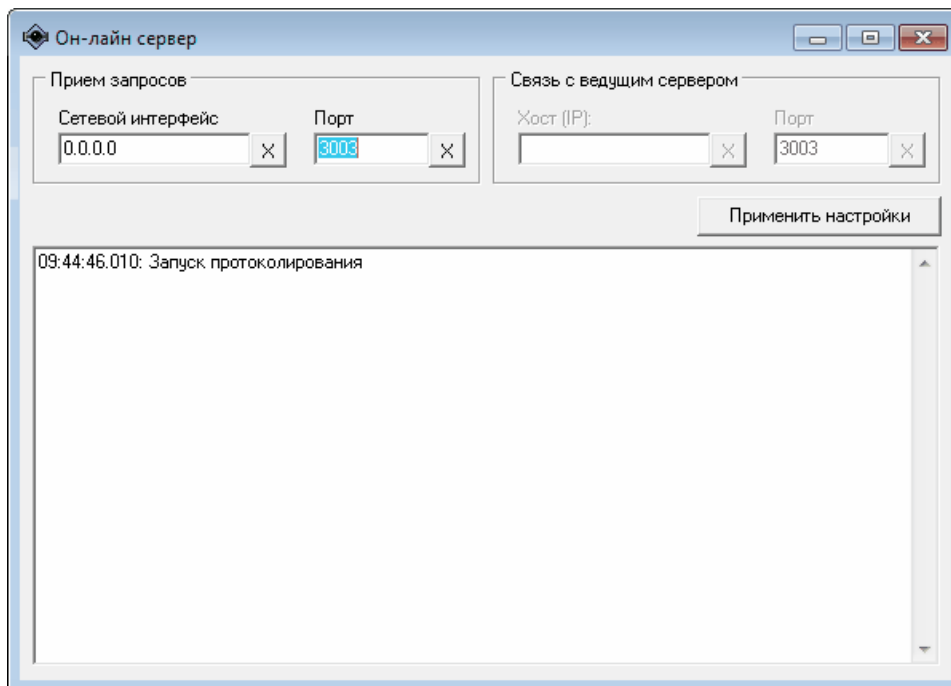 Он-лайн сервер
Прием запросов
Сетевой интерфейс Порт
0.0.0.0 X 3003 X
Связь с ведущим сервером
Хост (IP): Порт
X 3003 X
Применить настройки
09:44:46.010: Запуск протоколирования